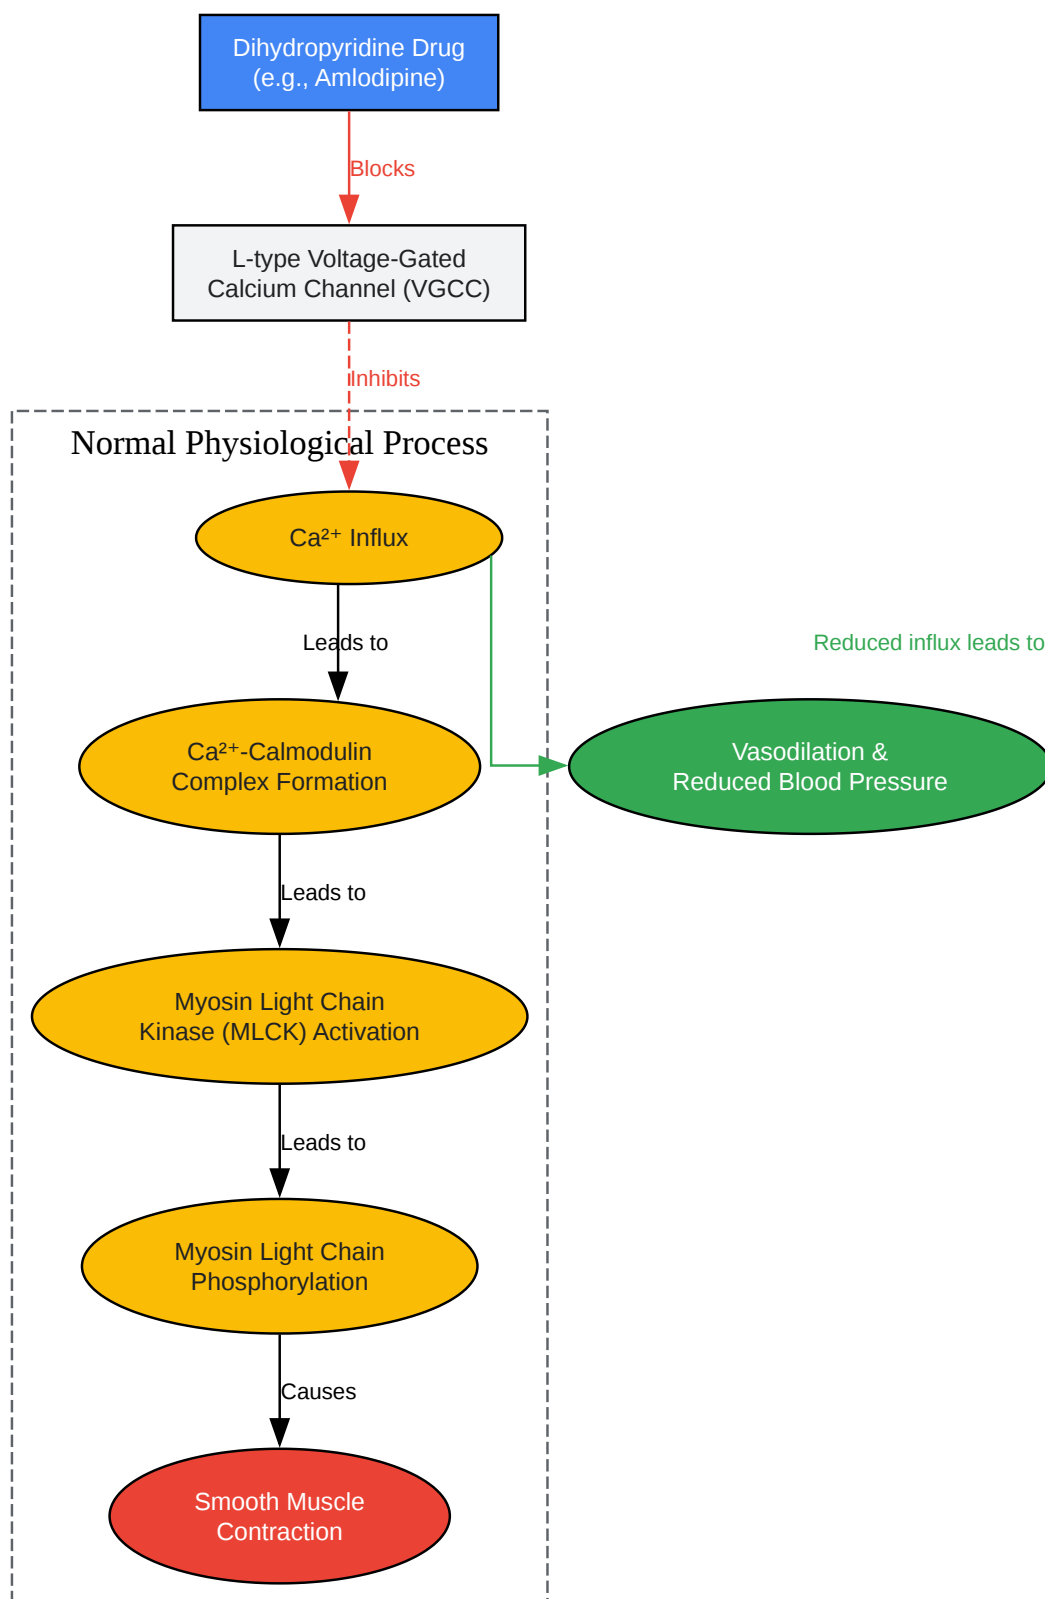 Dihydropyridine Drug
(e.g., Amlodipine)
Blocks
L-type Voltage-Gated
Calcium Channel (VGCC)
Inhibits
Normal Physiological Process
Ca²⁺ Influx
Leads to
Reduced influx leads to
Ca²⁺-Calmodulin
Complex Formation
Vasodilation &
Reduced Blood Pressure
Leads to
Myosin Light Chain
Kinase (MLCK) Activation
Leads to
Myosin Light Chain
Phosphorylation
Causes
Smooth Muscle
Contraction